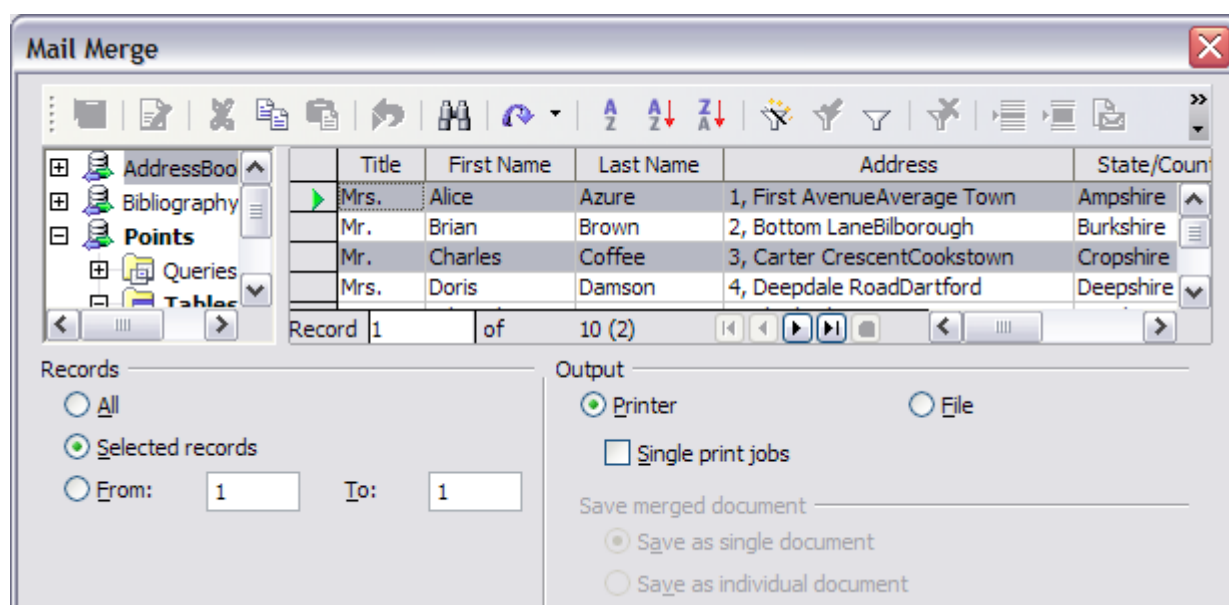 Mail Merge
AddressBoo
Bibliography
Points
Queries
Tables
Title First Name Last Name Address State/Coun
Mrs. Alice Azure 1, First AvenueAverage Town Ampshire
Mr. Brian Brown 2, Bottom LaneBilborough Burkshire
Mr. Charles Coffee 3, Carter CrescentCookstown Cropshire
Mrs. Doris Damson 4, Deepdale RoadDartford Deepshire
Record 1 of 10 (2)
Records
All
Selected records
From: 1 To: 1
Output
Printer File
Single print jobs
Save merged document
Save as single document
Save as individual document